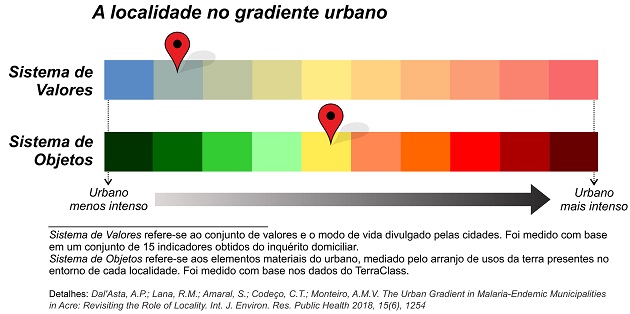 A localidade no gradiente urbano
Sistema de
Valores
Sistema de
Objetos
Urbano
menos intenso
Urbano
mais intenso
Sistema de Valores refere-se ao conjunto de valores e o modo de vida divulgado pelas cidades. Foi medido com base
em um conjunto de 15 indicadores obtidos do inquérito domiciliar.
Sistema de Objetos refere-se aos elementos materiais do urbano, mediado pelo arranjo de usos da terra presentes no
entorno de cada localidade. Foi medido com base nos dados do TerraClass.
Detalhes: Dal'Asta, A.P.; Lana, R.M.; Amaral, S.; Codeço, C.T.; Monteiro, A.M.V. The Urban Gradient in Malaria-Endemic Municipalities
in Acre: Revisiting the Role of Locality. Int. J. Environ. Res. Public Health 2018, 15(6), 1254